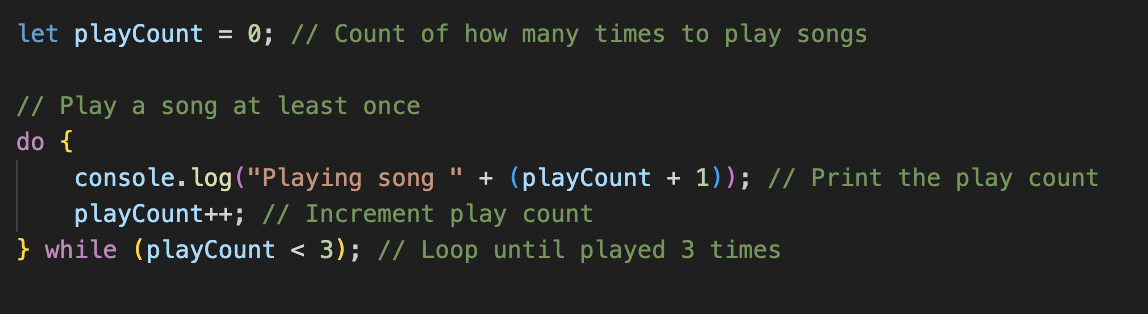 let playCount = 0; // Count of how many times to play songs
// Play a song at least once
do {
console.log("Playing song " + (playCount + 1)); // Print the play count
playCount++; // Increment play count
} while (playCount < 3); // Loop until played 3 times